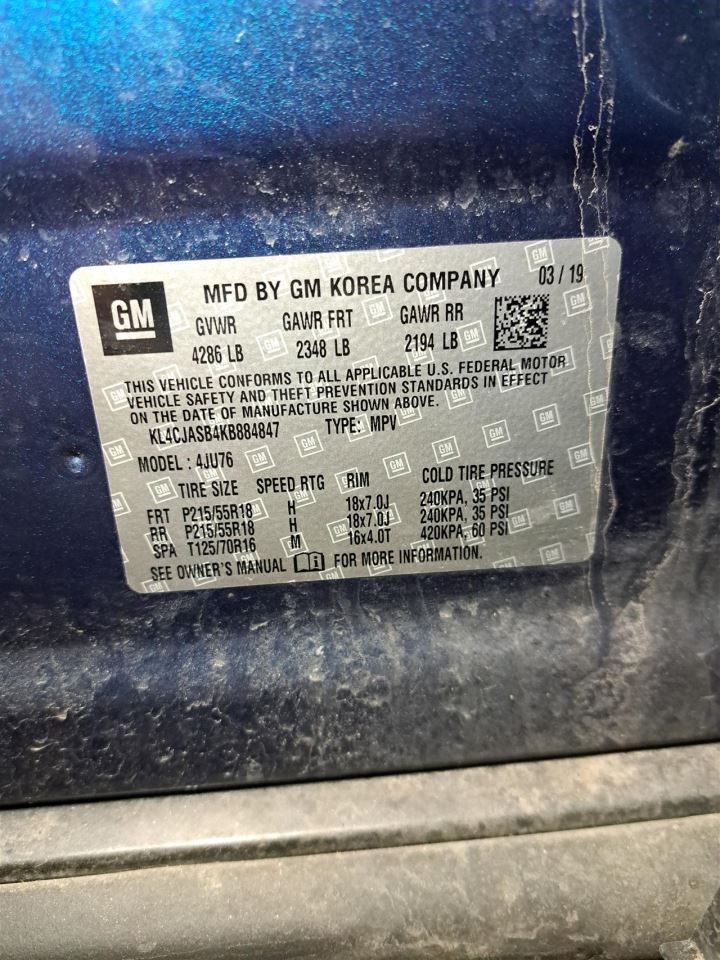 GM
MFD BY GM KOREA COMPANY 03 / 19
GVWR GAWR FRT GAWR RR
4286 LB 2348 LB 2194 LB
THIS VEHICLE CONFORMS TO ALL APPLICABLE U.S. FEDERAL MOTOR
VEHICLE SAFETY AND THEFT PREVENTION STANDARDS IN EFFECT
ON THE DATE OF MANUFACTURE SHOWN ABOVE.
KL4CJASB4KB884847 TYPE: MPV
MODEL : 4JU76
TIRE SIZE SPEED RTG RIM COLD TIRE PRESSURE
FRT P215/55R18 H 18x7.0J 240KPA, 35 PSI
RR P215/55R18 H 18x7.0J 240KPA, 35 PSI
SPA T125/70R16 M 16x4.0T 420KPA, 60 PSI
SEE OWNER'S MANUAL FOR MORE INFORMATION.